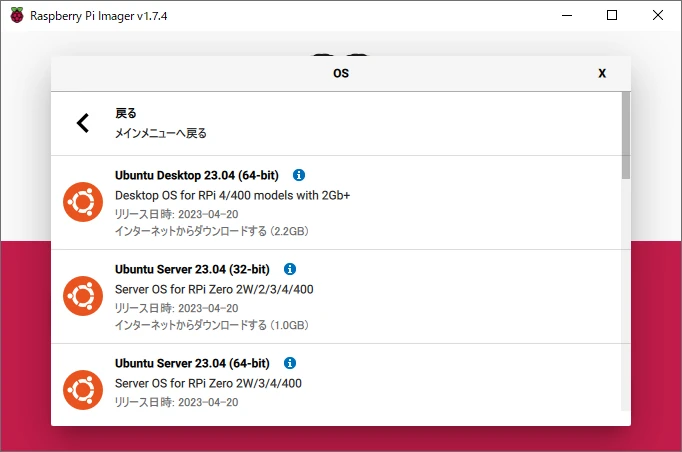 Raspberry Pi Imager v1.7.4
OS
X
戻る
メインメニューへ戻る
Ubuntu Desktop 23.04 (64-bit)
Desktop OS for RPi 4/400 models with 2Gb+
リリース日時: 2023-04-20
インターネットからダウンロードする (2.2GB)
Ubuntu Server 23.04 (32-bit)
Server OS for RPi Zero 2W/2/3/4/400
リリース日時: 2023-04-20
インターネットからダウンロードする (1.0GB)
Ubuntu Server 23.04 (64-bit)
Server OS for RPi Zero 2W/3/4/400
リリース日時: 2023-04-20